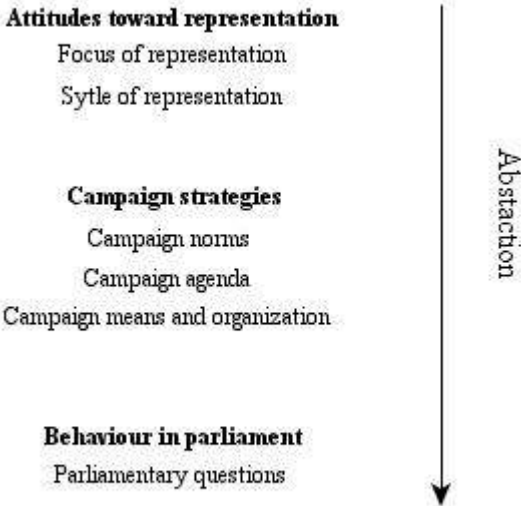 Attitudes toward representation
Focus of representation
Sytle of representation
Campaign strategies
Campaign norms
Campaign agenda
Campaign means and organization
Behaviour in parliament
Parliamentary questions
Abstaction